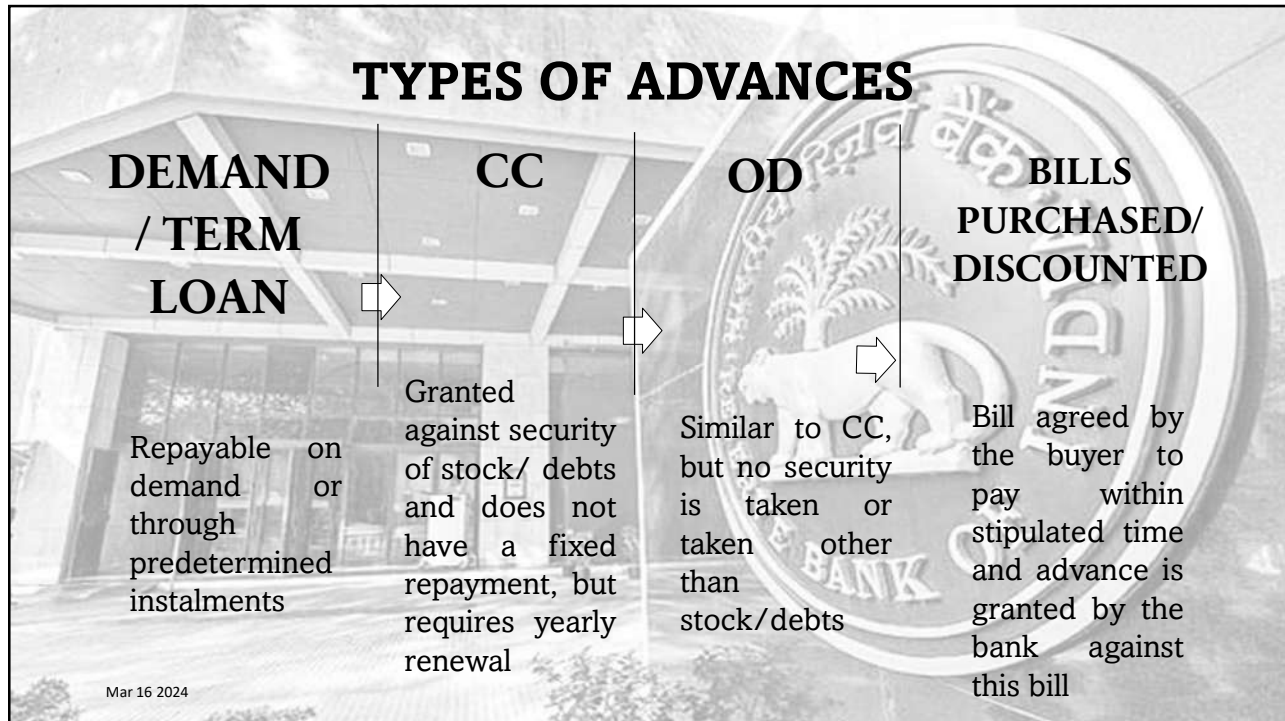 TYPES OF ADVANCES
DEMAND
/ TERM
LOAN
Repayable on
demand or
through
predetermined
instalments
CC
Granted
against security
of stock/ debts
and does not
have a fixed
repayment, but
requires yearly
renewal
OD
Similar to CC,
but no security
is taken or
taken other
than
stock/debts
BILLS
PURCHASED/
DISCOUNTED
Bill agreed by
the buyer to
pay within
stipulated time
and advance is
granted by the
bank against
this bill
रिज़र्व बैंक
BANK OF INDIA
Mar 16 2024